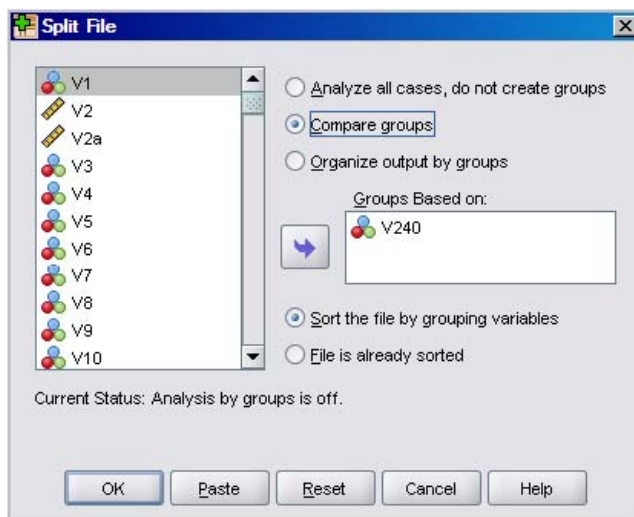 Split File
V1
V2
V2a
V3
V4
V5
V6
V7
V8
V9
V10
Analyze all cases, do not create groups
Compare groups
Organize output by groups
Groups Based on:
V240
Sort the file by grouping variables
File is already sorted
Current Status: Analysis by groups is off.
OK
Paste
Reset
Cancel
Help